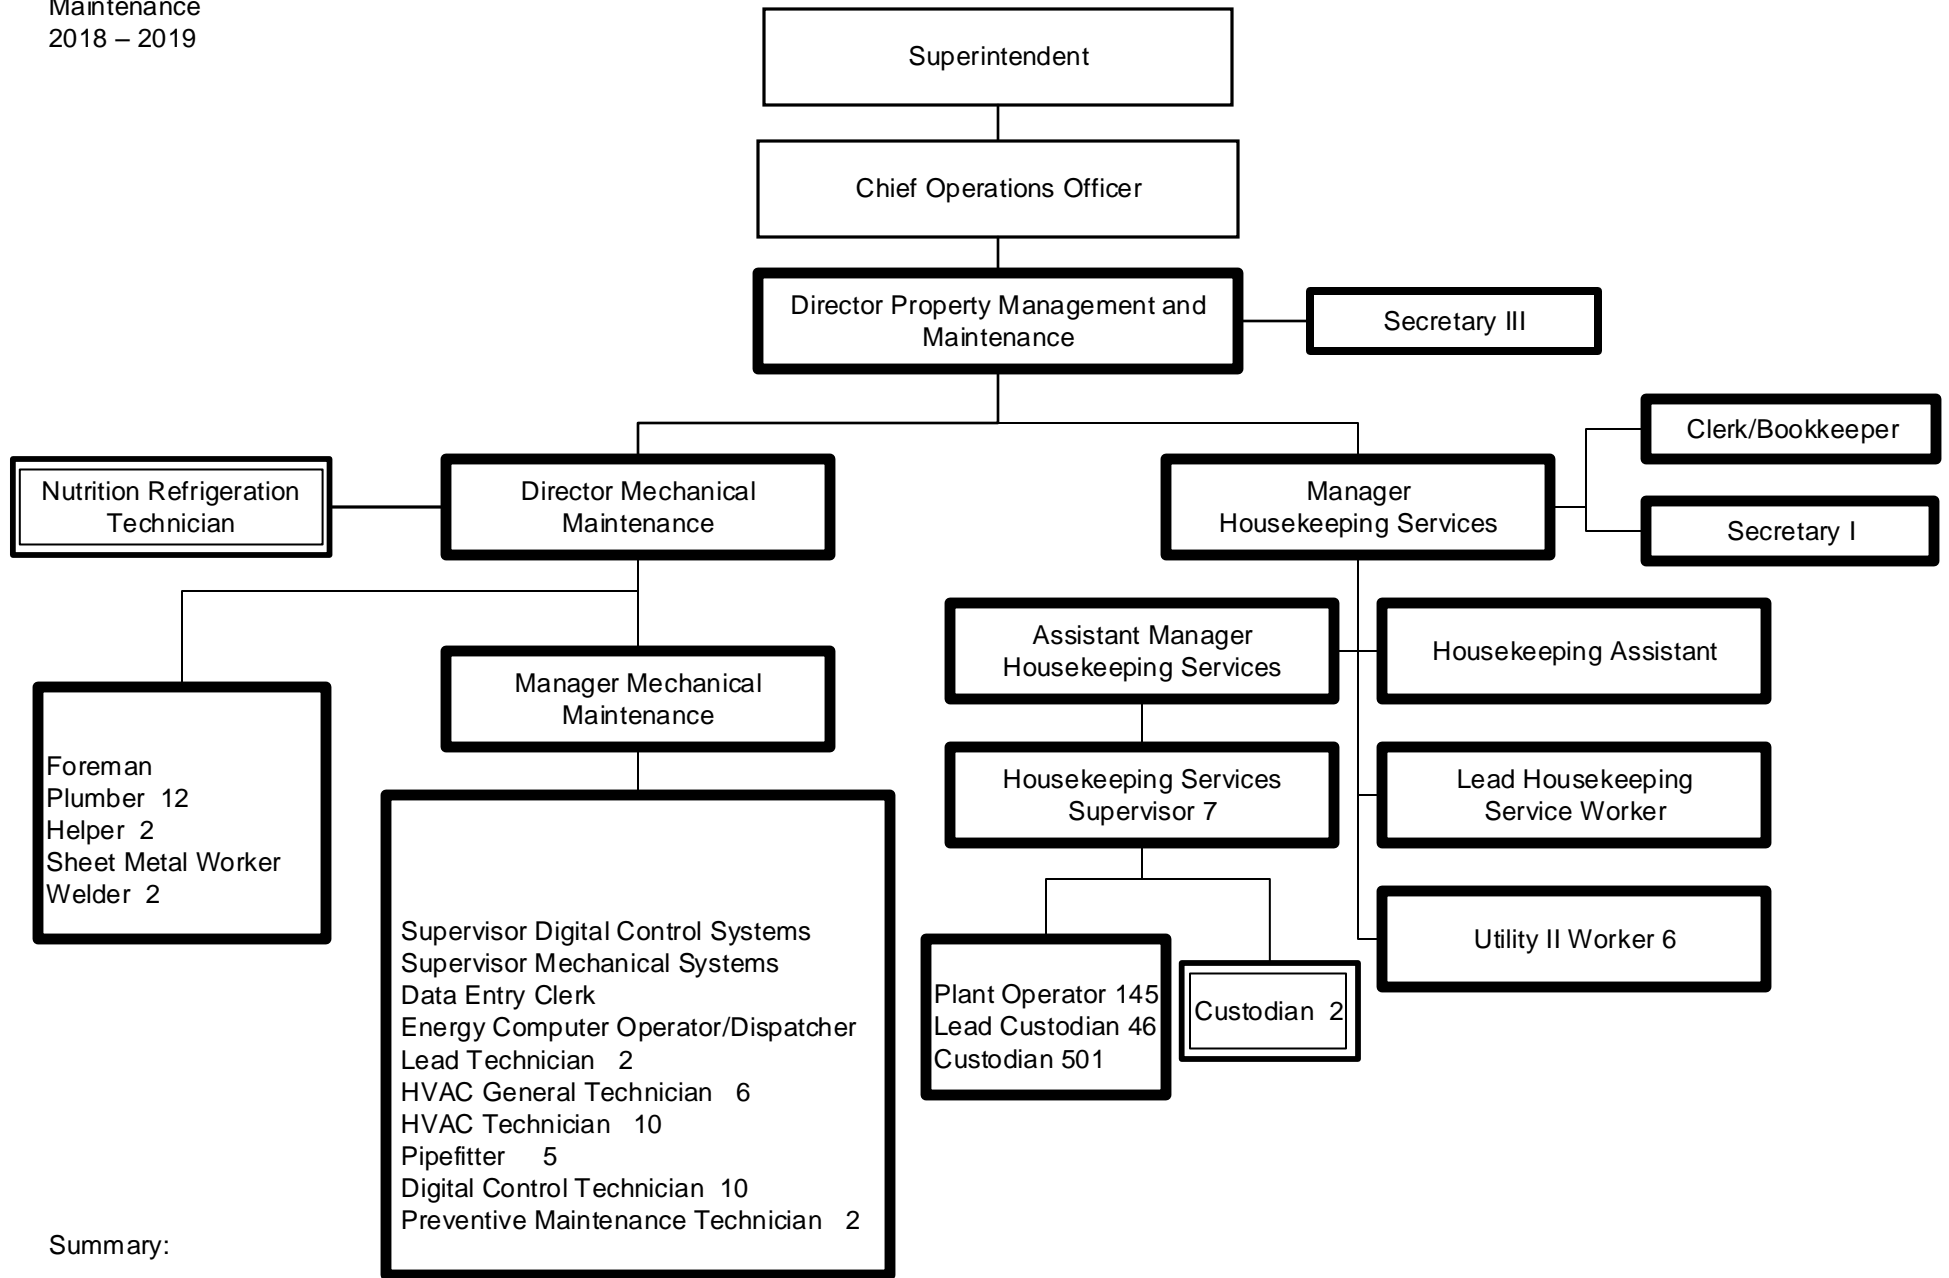 Maintenance
2018 – 2019
Superintendent
Chief Operations Officer
Director Property Management and
Maintenance
Secretary III
Clerk/Bookkeeper
Secretary I
Nutrition Refrigeration
Technician
Director Mechanical
Maintenance
Manager
Housekeeping Services
Assistant Manager
Housekeeping Services
Housekeeping Assistant
Manager Mechanical
Maintenance
Foreman
Plumber 12
Helper 2
Sheet Metal Worker
Welder 2
Housekeeping Services
Supervisor 7
Lead Housekeeping
Service Worker
Utility II Worker 6
Supervisor Digital Control Systems
Supervisor Mechanical Systems
Data Entry Clerk
Energy Computer Operator/Dispatcher
Lead Technician 2
HVAC General Technician 6
HVAC Technician 10
Pipefitter 5
Digital Control Technician 10
Preventive Maintenance Technician 2
Plant Operator 145
Lead Custodian 46
Custodian 501
Custodian 2
Summary: